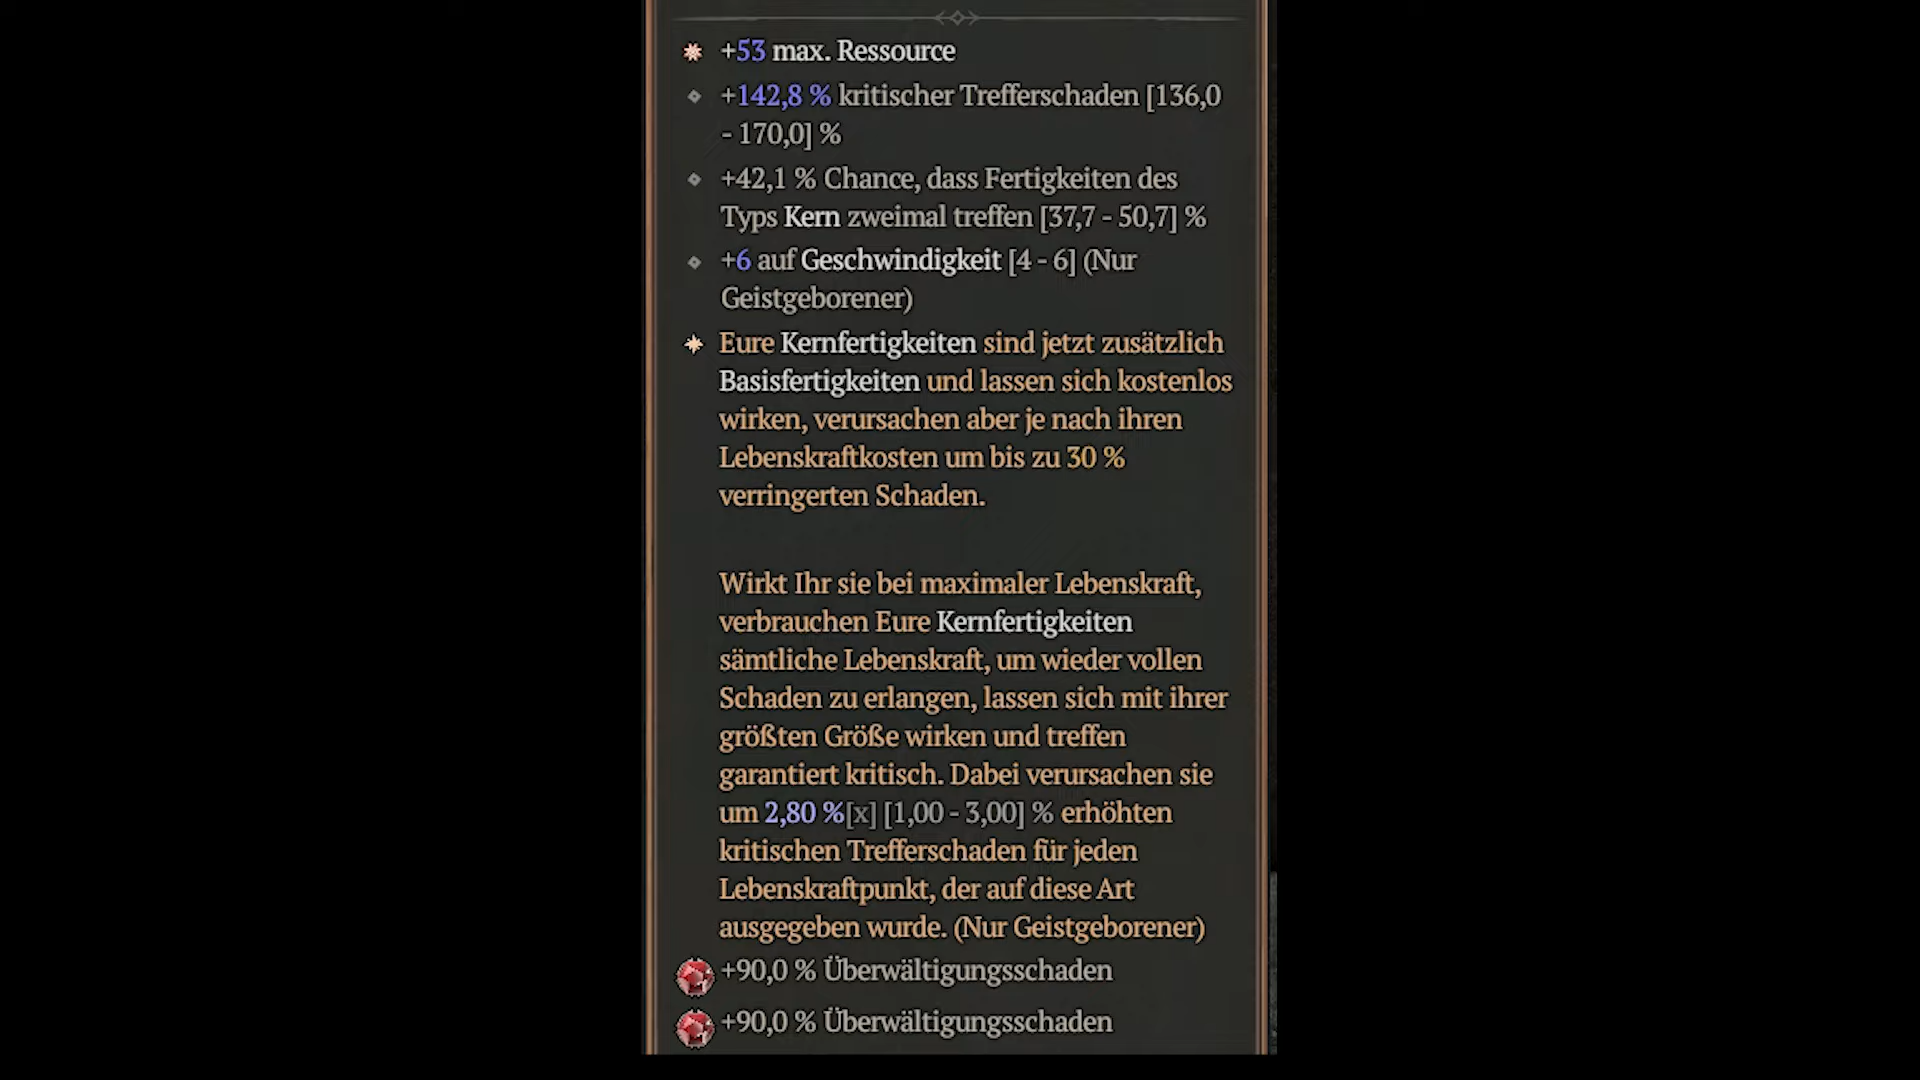 +53 max. Ressource
+142,8 % kritischer Trefferschaden [136,0
- 170,0] %
+42,1 % Chance, dass Fertigkeiten des
Typs Kern zweimal treffen [37,7 - 50,7] %
+6 auf Geschwindigkeit [4 - 6] (Nur
Geistgeborener)
Eure Kernfertigkeiten sind jetzt zusätzlich
Basisfertigkeiten und lassen sich kostenlos
wirken, verursachen aber je nach ihren
Lebenskraftkosten um bis zu 30 %
verringerten Schaden.
Wirkt Ihr sie bei maximaler Lebenskraft,
verbrauchen Eure Kernfertigkeiten
sämtliche Lebenskraft, um wieder vollen
Schaden zu erlangen, lassen sich mit ihrer
größten Größe wirken und treffen
garantiert kritisch. Dabei verursachen sie
um 2,80 %[x] [1,00 - 3,00] % erhöhten
kritischen Trefferschaden für jeden
Lebenskraftpunkt, der auf diese Art
ausgegeben wurde. (Nur Geistgeborener)
+90,0 % Überwältigungsschaden
+90,0 % Überwältigungsschaden